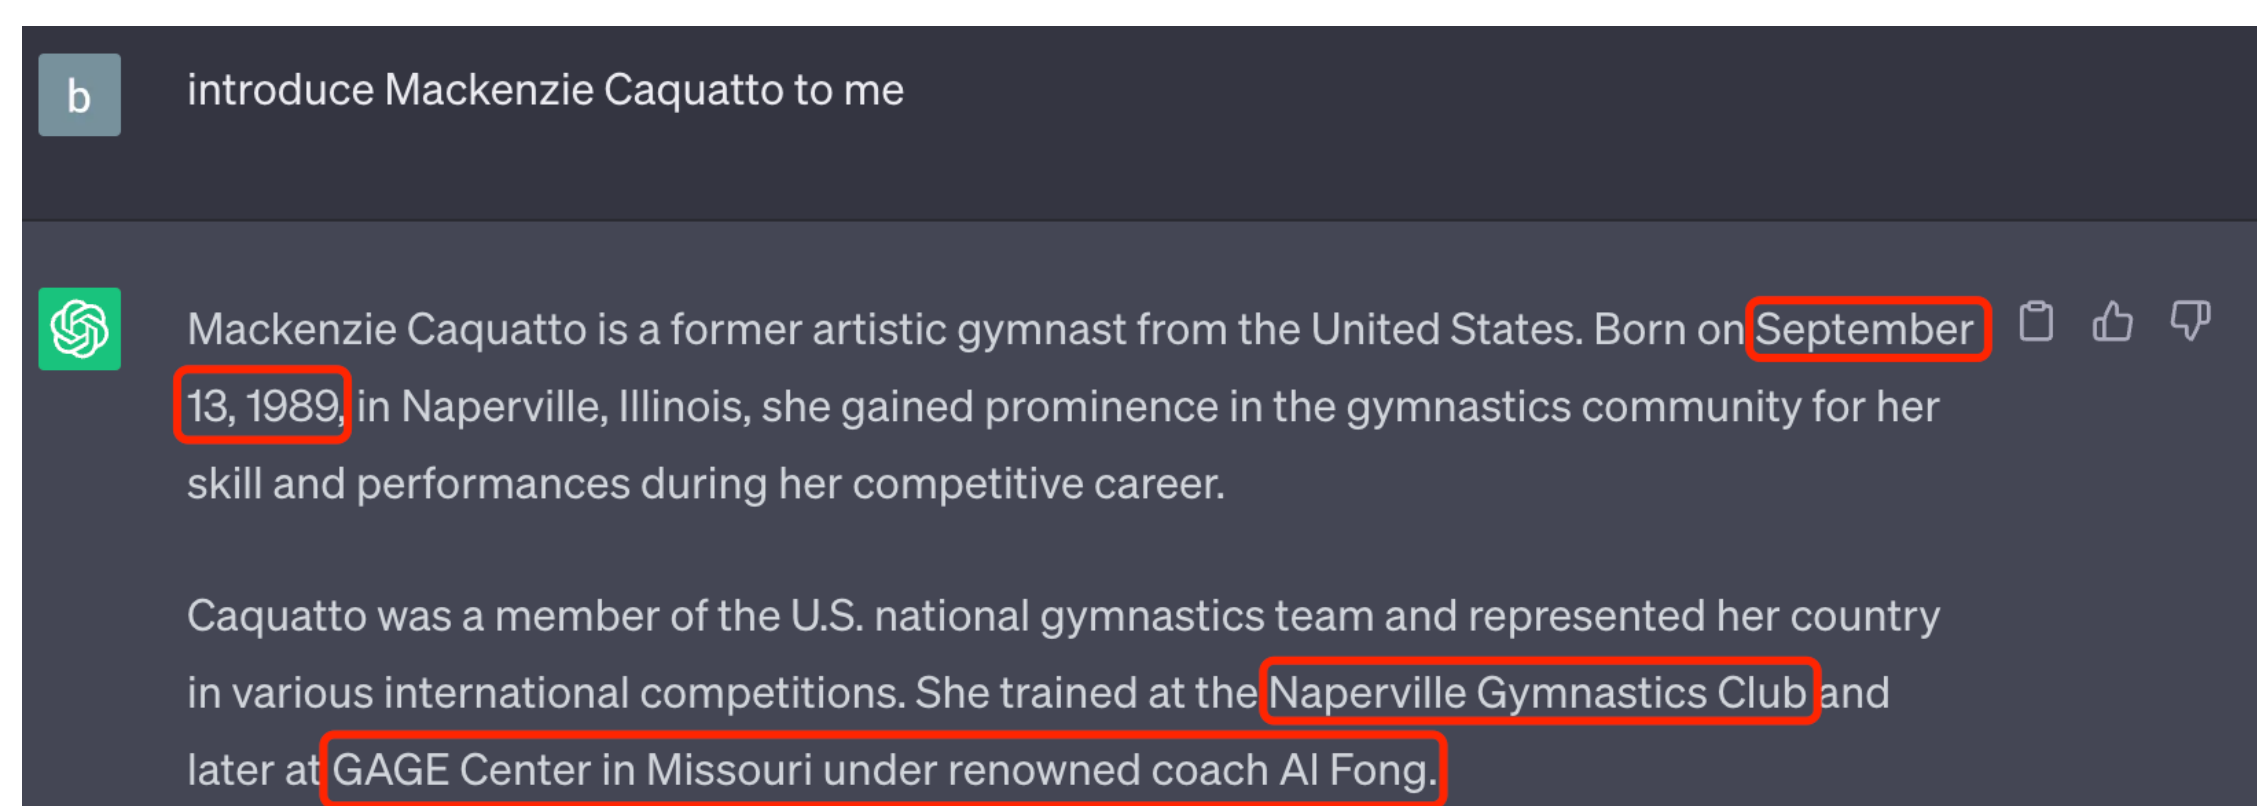 b
introduce Mackenzie Caquatto to me
Mackenzie Caquatto is a former artistic gymnast from the United States. Born on September
13, 1989, in Naperville, Illinois, she gained prominence in the gymnastics community for her
skill and performances during her competitive career.
Caquatto was a member of the U.S. national gymnastics team and represented her country
in various international competitions. She trained at the Naperville Gymnastics Club and
later at GAGE Center in Missouri under renowned coach Al Fong.